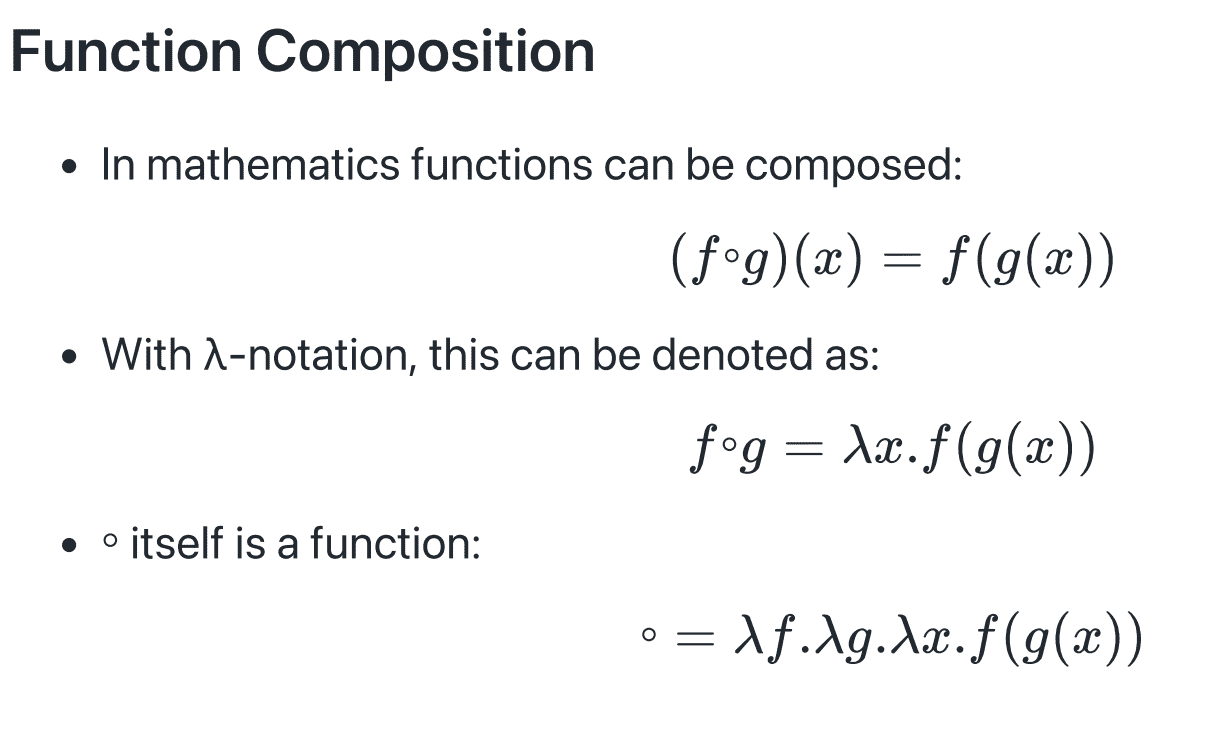 Function Composition
• In mathematics functions can be composed:
(f∘g)(x) = f(g(x))
• With λ-notation, this can be denoted as:
f∘g = λx.f(g(x))
• ∘ itself is a function:
∘ = λf.λg.λx.f(g(x))